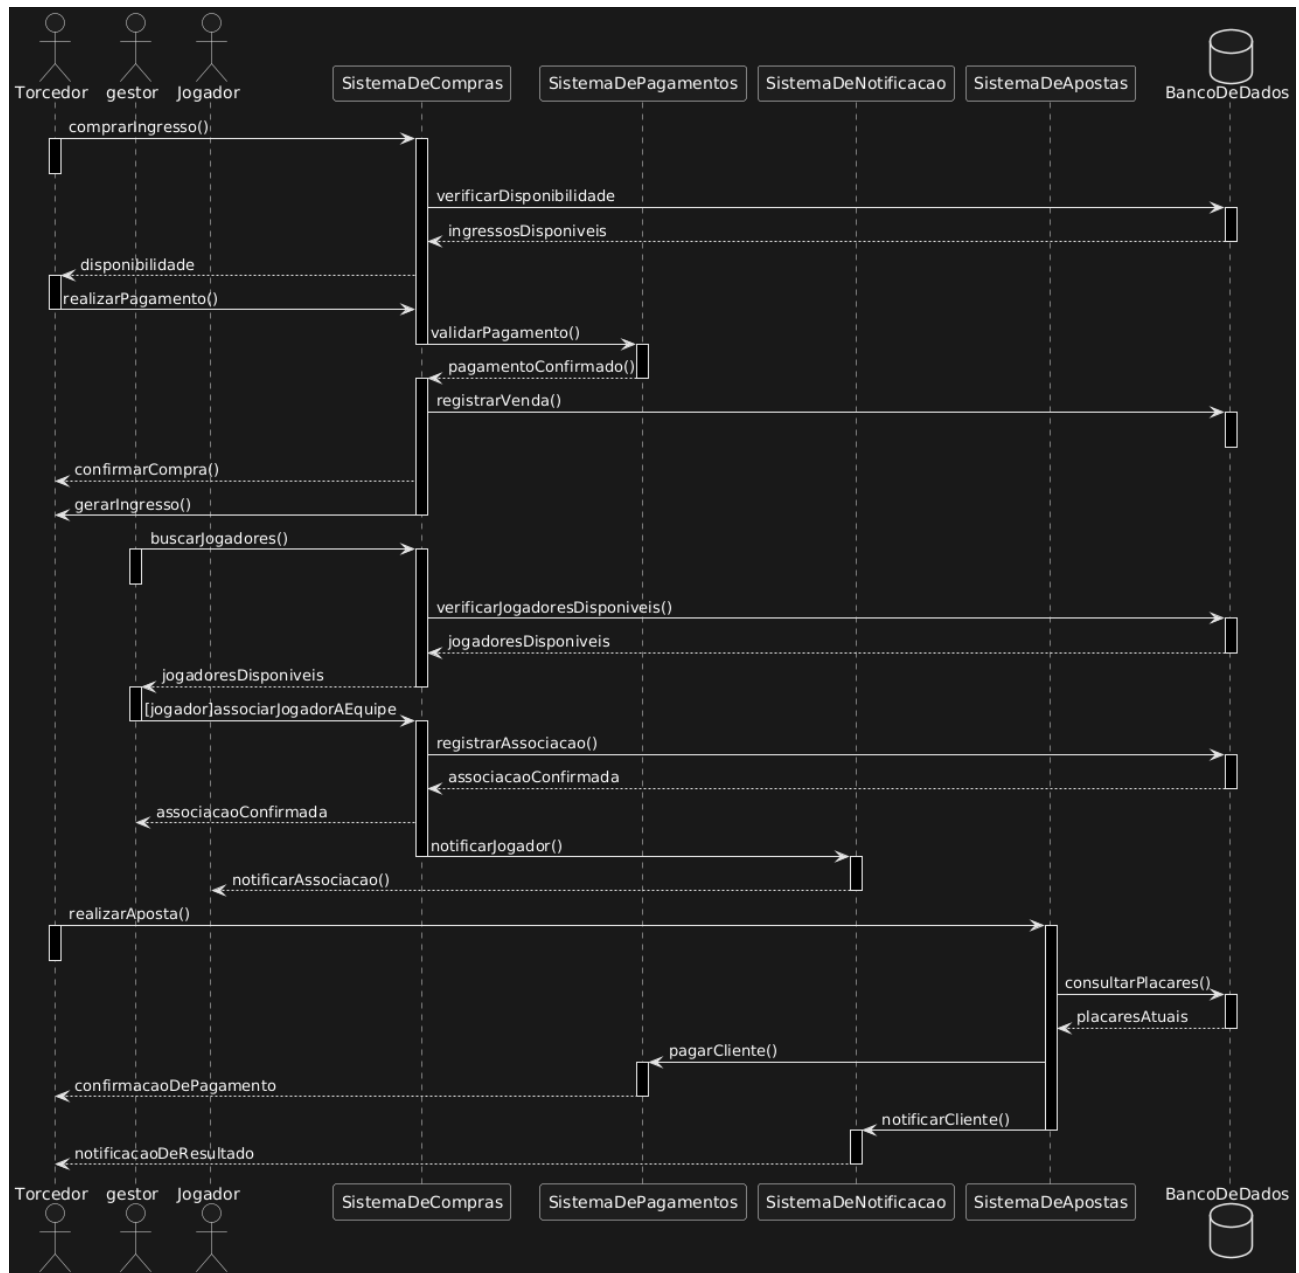 Torcedor gestor Jogador SistemaDeCompras SistemaDePagamentos SistemaDeNotificacao SistemaDeApostas BancoDeDados
comprarIngresso()
verificarDisponibilidade
ingressosDisponiveis
disponibilidade
realizarPagamento()
validarPagamento()
pagamentoConfirmado()
registrarVenda()
confirmarCompra()
gerarIngresso()
buscarJogadores()
verificarJogadoresDisponiveis()
jogadoresDisponiveis
jogadoresDisponiveis
[jogador]associarJogadorAEquipe
registrarAssociacao()
associacaoConfirmada
associacaoConfirmada
notificarJogador()
notificarAssociacao()
realizarAposta()
consultarPlacares()
placaresAtuais
pagarCliente()
confirmacaoDePagamento
notificarCliente()
notificacaoDeResultado
Torcedor gestor Jogador SistemaDeCompras SistemaDePagamentos SistemaDeNotificacao SistemaDeApostas BancoDeDados